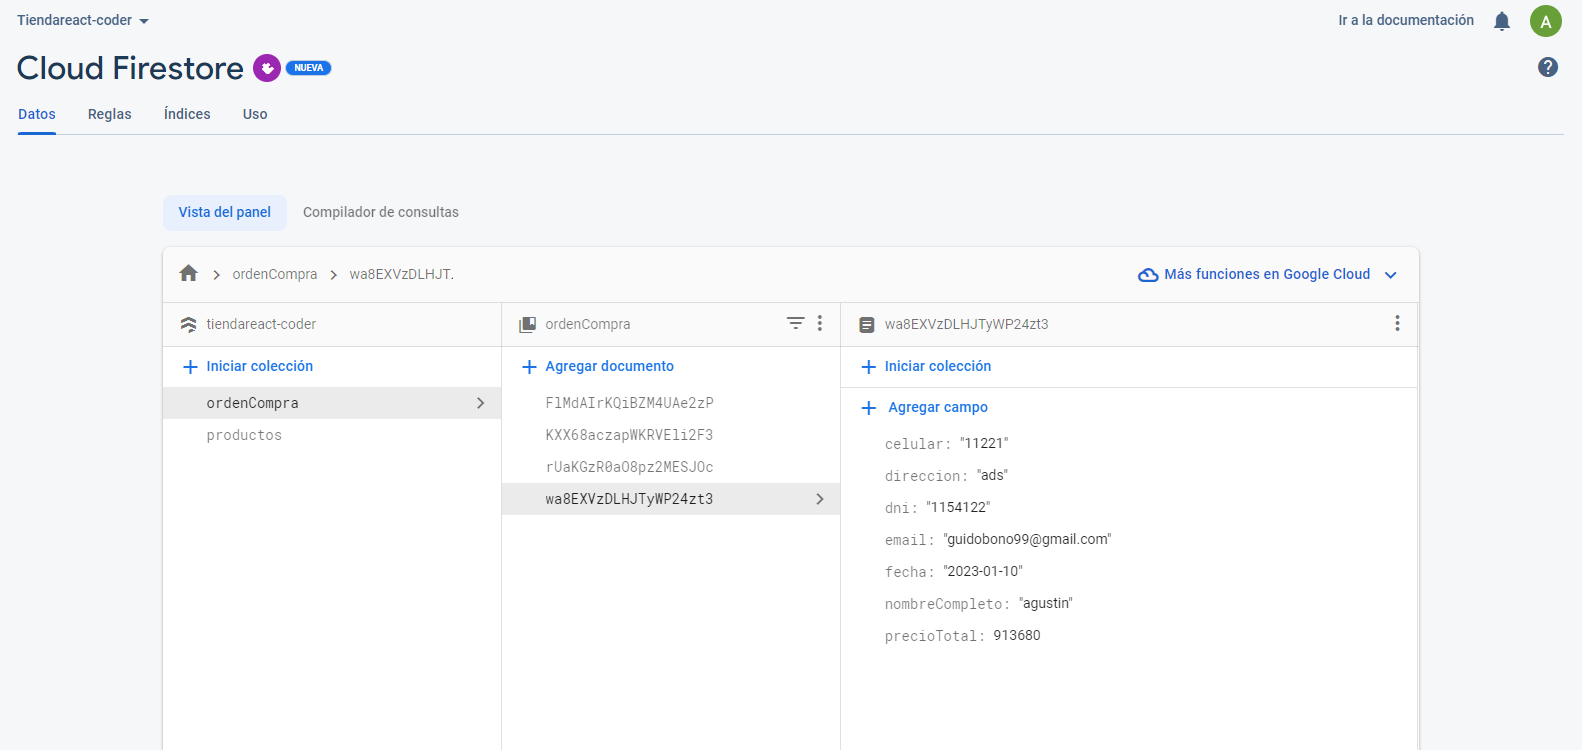 Tiendareact-coder
Ir a la documentación
A
Cloud Firestore
NUEVA
Datos Reglas Índices Uso
Vista del panel Compilador de consultas
ordenCompra wa8EXVzDLHJT.
Más funciones en Google Cloud
tiendareact-coder
Iniciar colección
ordenCompra
productos
ordenCompra
Agregar documento
FlMdAIrKQiBZM4UAe2zP
KXX68aczapWKRVEli2F3
rUaKGzR0aO8pz2MESJOc
wa8EXVzDLHJTyWP24zt3
wa8EXVzDLHJTyWP24zt3
Iniciar colección
Agregar campo
celular: "11221"
direccion: "ads"
dni: "1154122"
email: "guidobono99@gmail.com"
fecha: "2023-01-10"
nombreCompleto: "agustin"
precioTotal: 913680